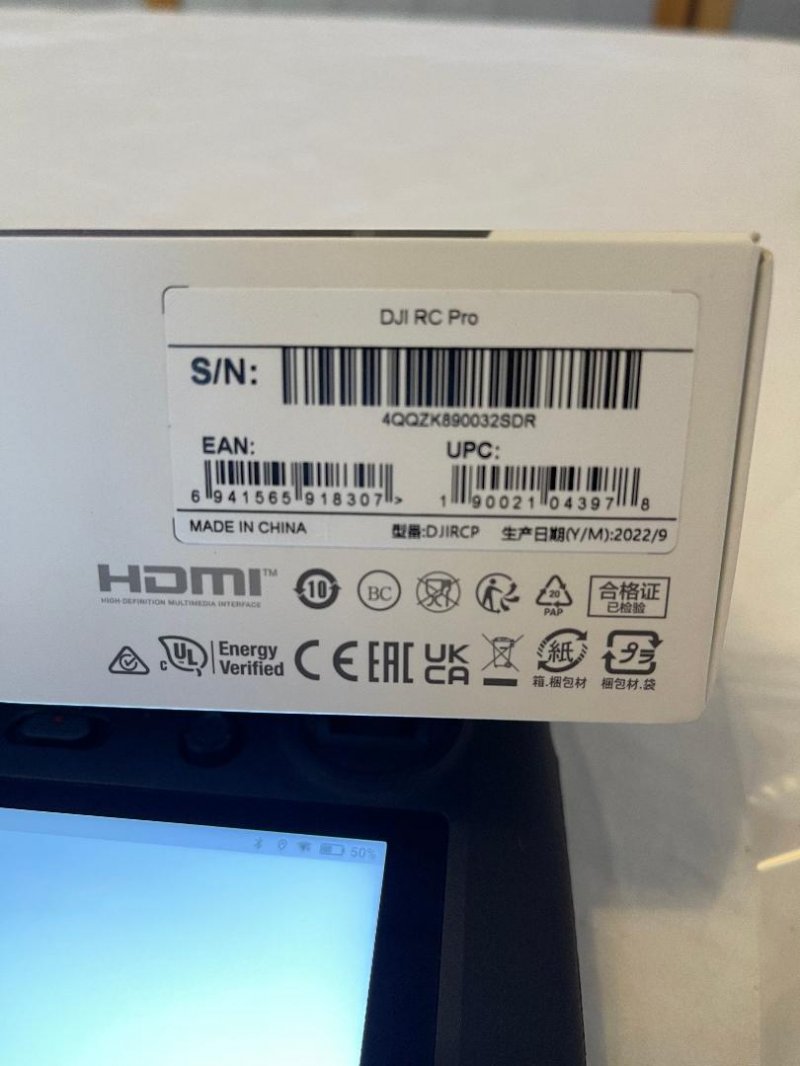 DJI RC Pro
S/N:
4QQZK890032SDR
EAN: UPC:
6 941565 918307 > 1 90021 04397 8
MADE IN CHINA 型番:DJIRCP 生产日期(Y/M):2022/9
HDMI™
HIGH-DEFINITION MULTIMEDIA INTERFACE
10
BC
20
PAP
合格证
已检验
c UL Energy
Verified
CE EAC UK
CA
紙
箱.梱包材
プラ
梱包材.袋
50%